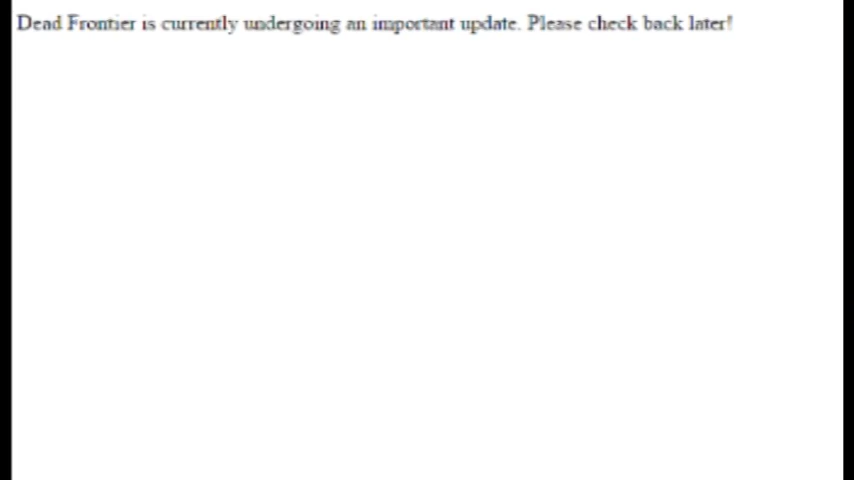 Dead Frontier is currently undergoing an important update. Please check back later!